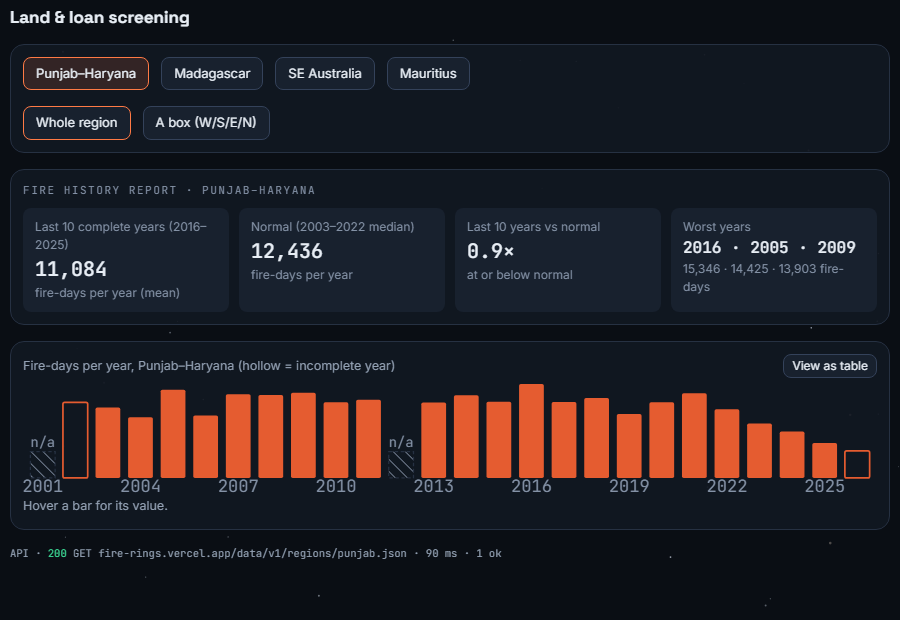 Land & loan screening
Punjab–Haryana
Madagascar
SE Australia
Mauritius
Whole region
A box (W/S/E/N)
FIRE HISTORY REPORT · PUNJAB–HARYANA
Last 10 complete years (2016–
2025)
11,084
fire-days per year (mean)
Normal (2003–2022 median)
12,436
fire-days per year
Last 10 years vs normal
0.9×
at or below normal
Worst years
2016 · 2005 · 2009
15,346 · 14,425 · 13,903 fire-
days
Fire-days per year, Punjab–Haryana (hollow = incomplete year)
View as table
n/a
n/a
2001
2004
2007
2010
2013
2016
2019
2022
2025
Hover a bar for its value.
API · 200 GET fire-rings.vercel.app/data/v1/regions/punjab.json · 90 ms · 1 ok